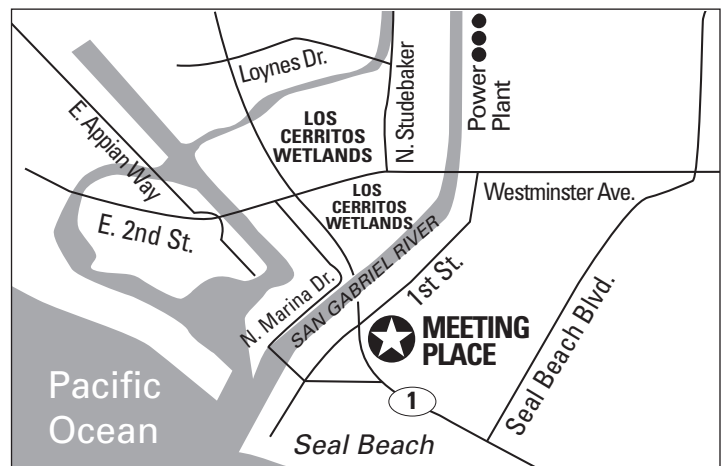 Loynes Dr.
N. Studebaker
Power
Plant
LOS
CERRITOS
WETLANDS
E. Appian Way
LOS
CERRITOS
WETLANDS
Westminster Ave.
E. 2nd St.
SAN GABRIEL RIVER
N. Marina Dr.
1st St.
MEETING
PLACE
Seal Beach Blvd.
Pacific
Ocean
1
Seal Beach